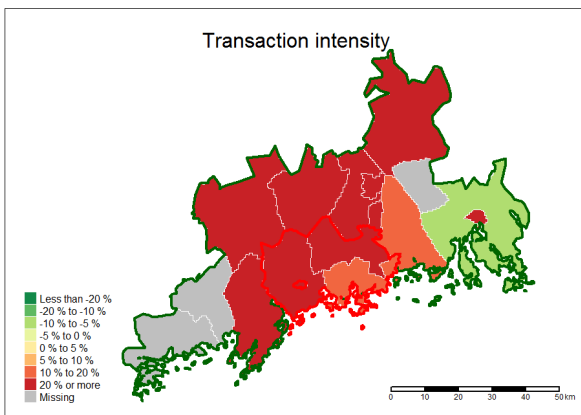 Transaction intensity
Less than -20 %
-20 % to -10 %
-10 % to -5 %
-5 % to 0 %
0 % to 5 %
5 % to 10 %
10 % to 20 %
20 % or more
Missing
0 10 20 30 40 50 km